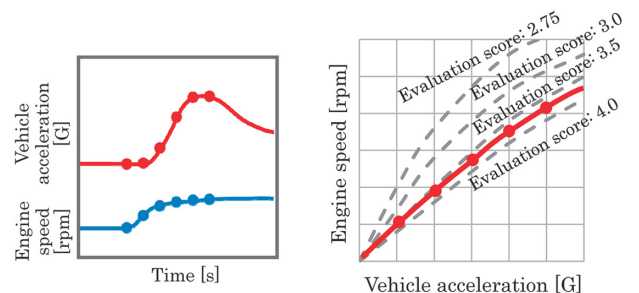 Vehicle
acceleration
[G]
Engine
speed
[rpm]
Time [s]
Engine speed [rpm]
Evaluation score: 2.75
Evaluation score: 3.0
Evaluation score: 3.5
Evaluation score: 4.0
Vehicle acceleration [G]